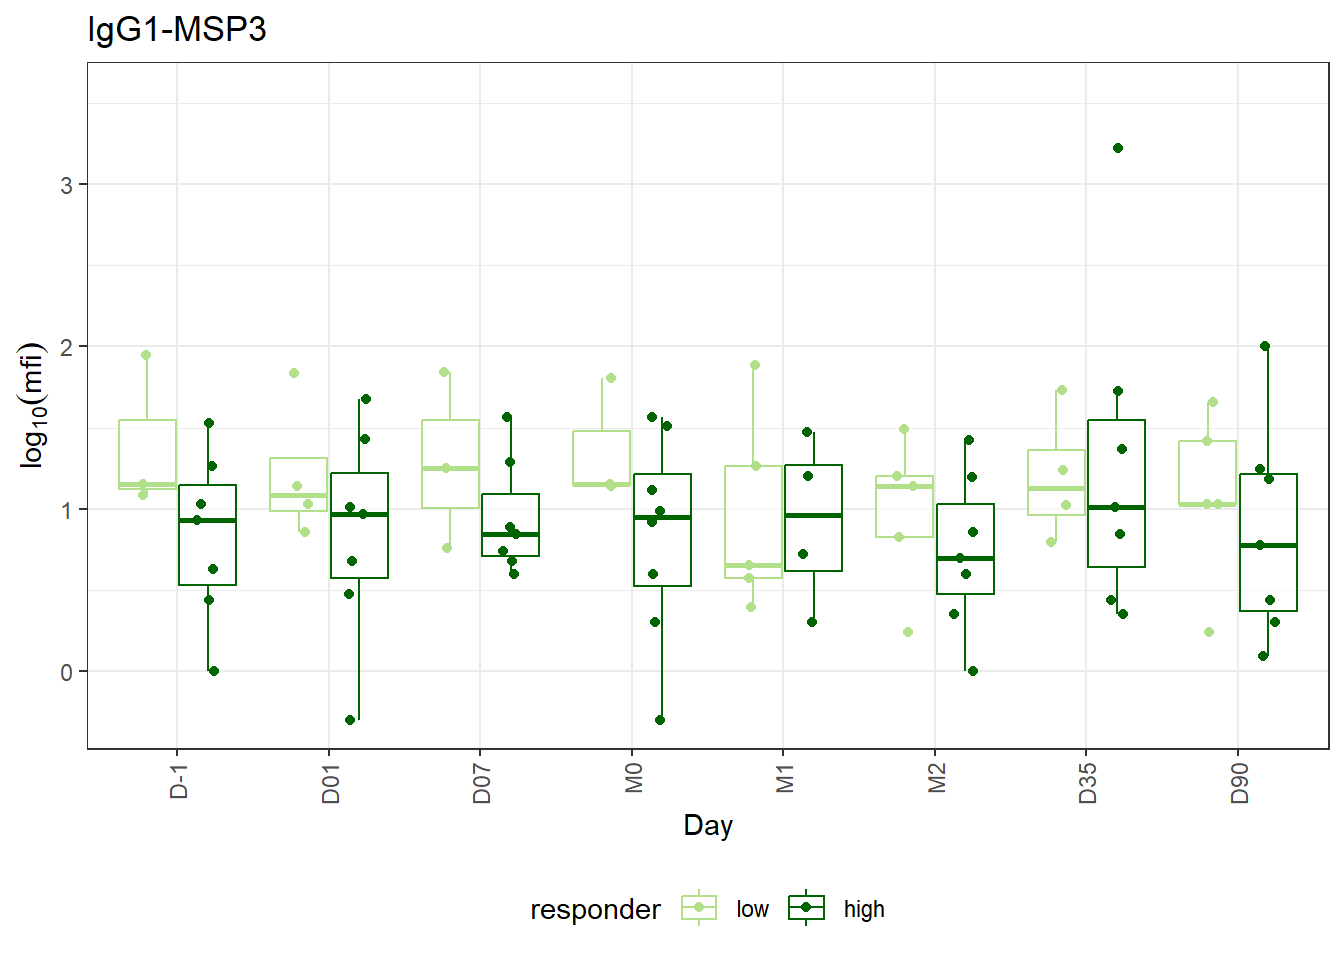 IgG1-MSP3
log10(mfi)
3
2
1
0
D-1 D01 D07 M0 M1 M2 D35 D90
Day
responder low high